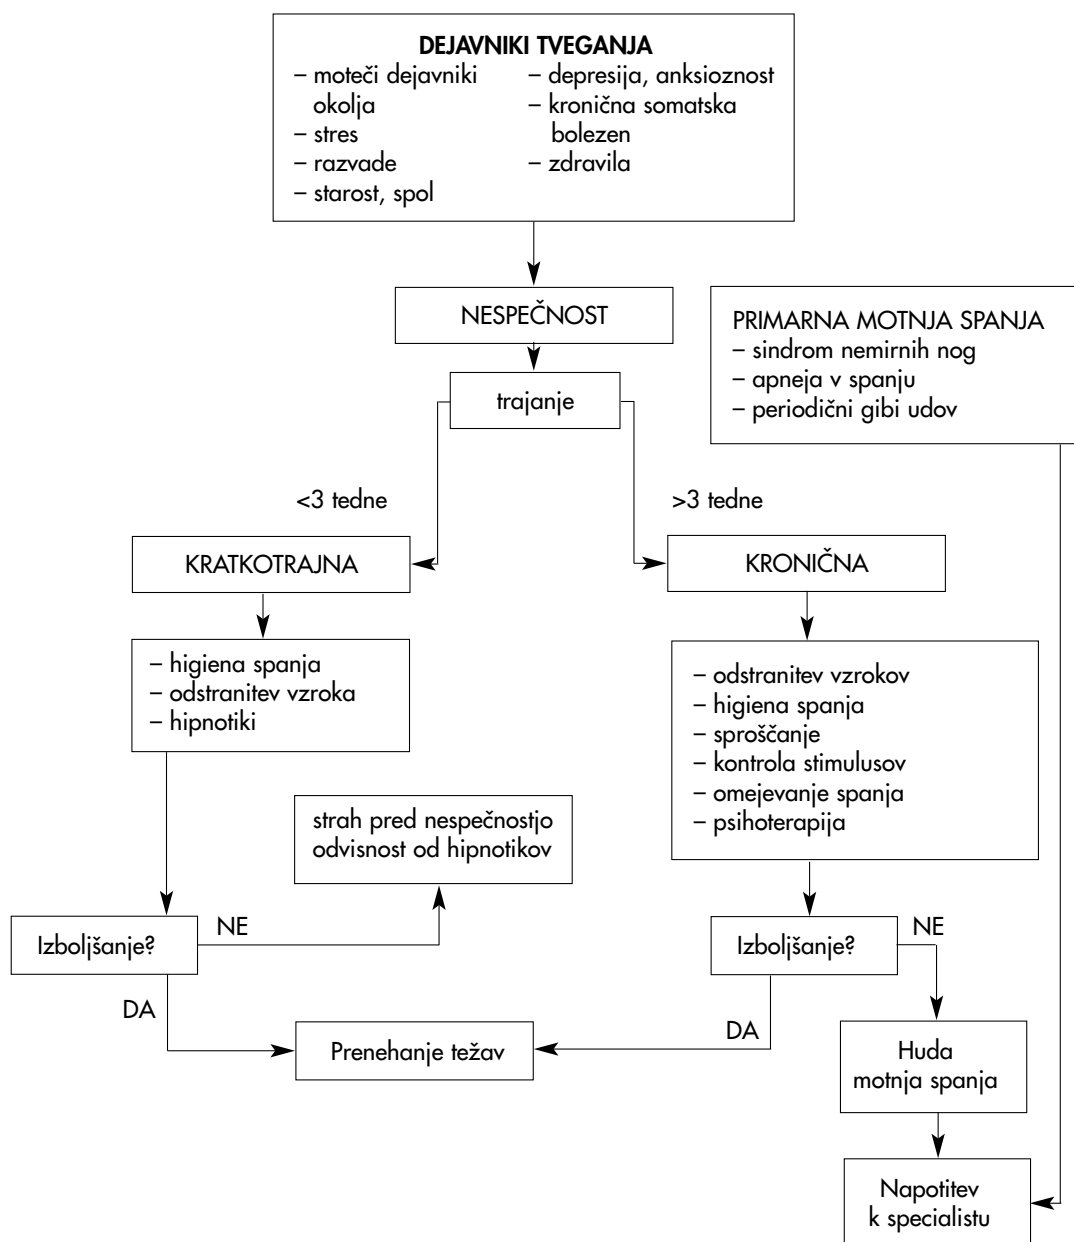 DEJAVNIKI TVEGANJA
– moteči dejavniki
okolja
– stres
– razvade
– starost, spol
– depresija, anksioznost
– kronična somatska
bolezen
– zdravila
NESPEČNOST
PRIMARNA MOTNJA SPANJA
– sindrom nemirnih nog
– apneja v spanju
– periodični gibi udov
trajanje
<3 tedne
>3 tedne
KRATKOTRAJNA
KRONIČNA
– higiena spanja
– odstranitev vzroka
– hipnotiki
– odstranitev vzrokov
– higiena spanja
– sproščanje
– kontrola stimulusov
– omejevanje spanja
– psihoterapija
strah pred nespečnostjo
odvisnost od hipnotikov
Izboljšanje?
NE
DA
Izboljšanje?
NE
DA
Prenehanje težav
Huda
motnja spanja
Napotitev
k specialistu